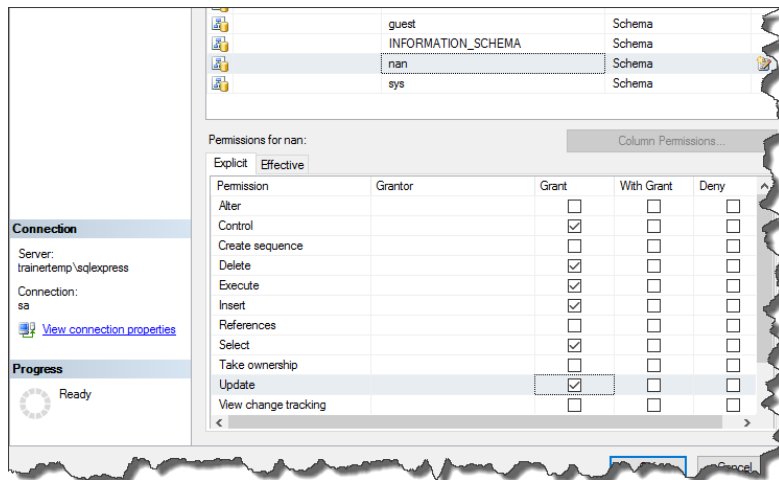 guest Schema
INFORMATION_SCHEMA Schema
nan Schema
sys Schema
Permissions for nan:
Column Permissions...
Explicit Effective
Permission Grantor Grant With Grant Deny
Alter
Control
Create sequence
Delete
Execute
Insert
References
Select
Take ownership
Update
View change tracking
Connection
Server:
trainertemp\sqlexpress
Connection:
sa
View connection properties
Progress
Ready
Cancel